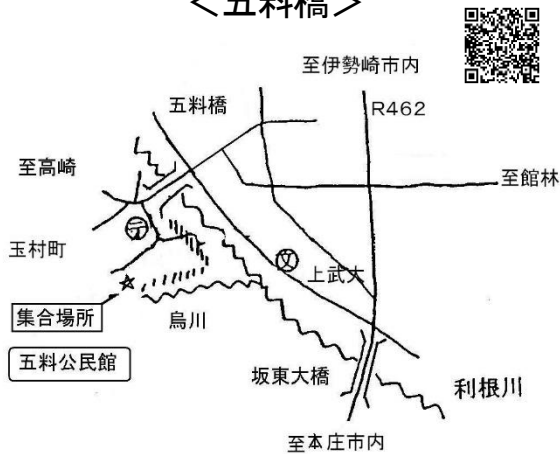 ＜五料橋＞
至伊勢崎市内
五料橋
R462
至高崎
至館林
玉村町
文
上武大
集合場所
烏川
五料公民館
坂東大橋
利根川
至本庄市内